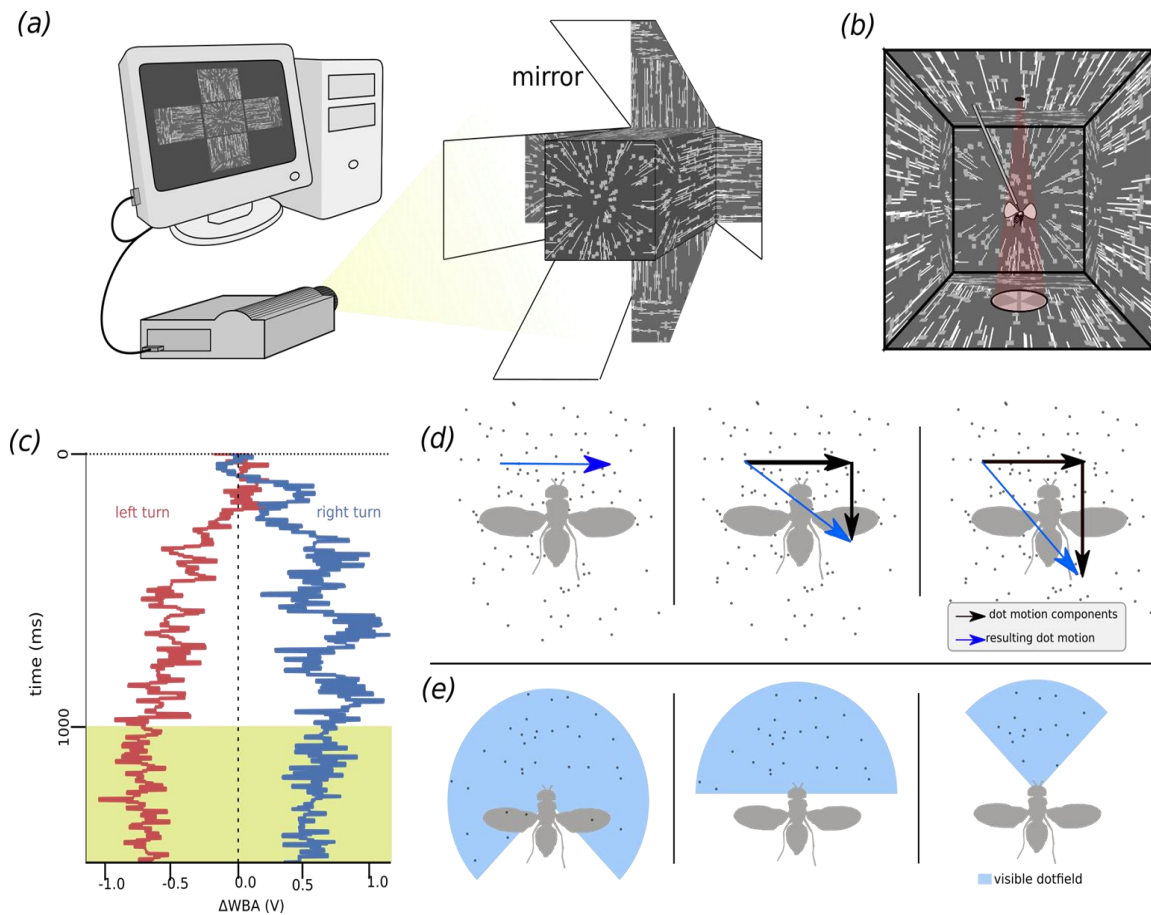 (a)
mirror
(b)
(c)
0
left turn
right turn
time (ms)
1000
-1.0
-0.5
0.0
0.5
1.0
ΔWBA (V)
(d)
dot motion components
resulting dot motion
(e)
visible dotfield